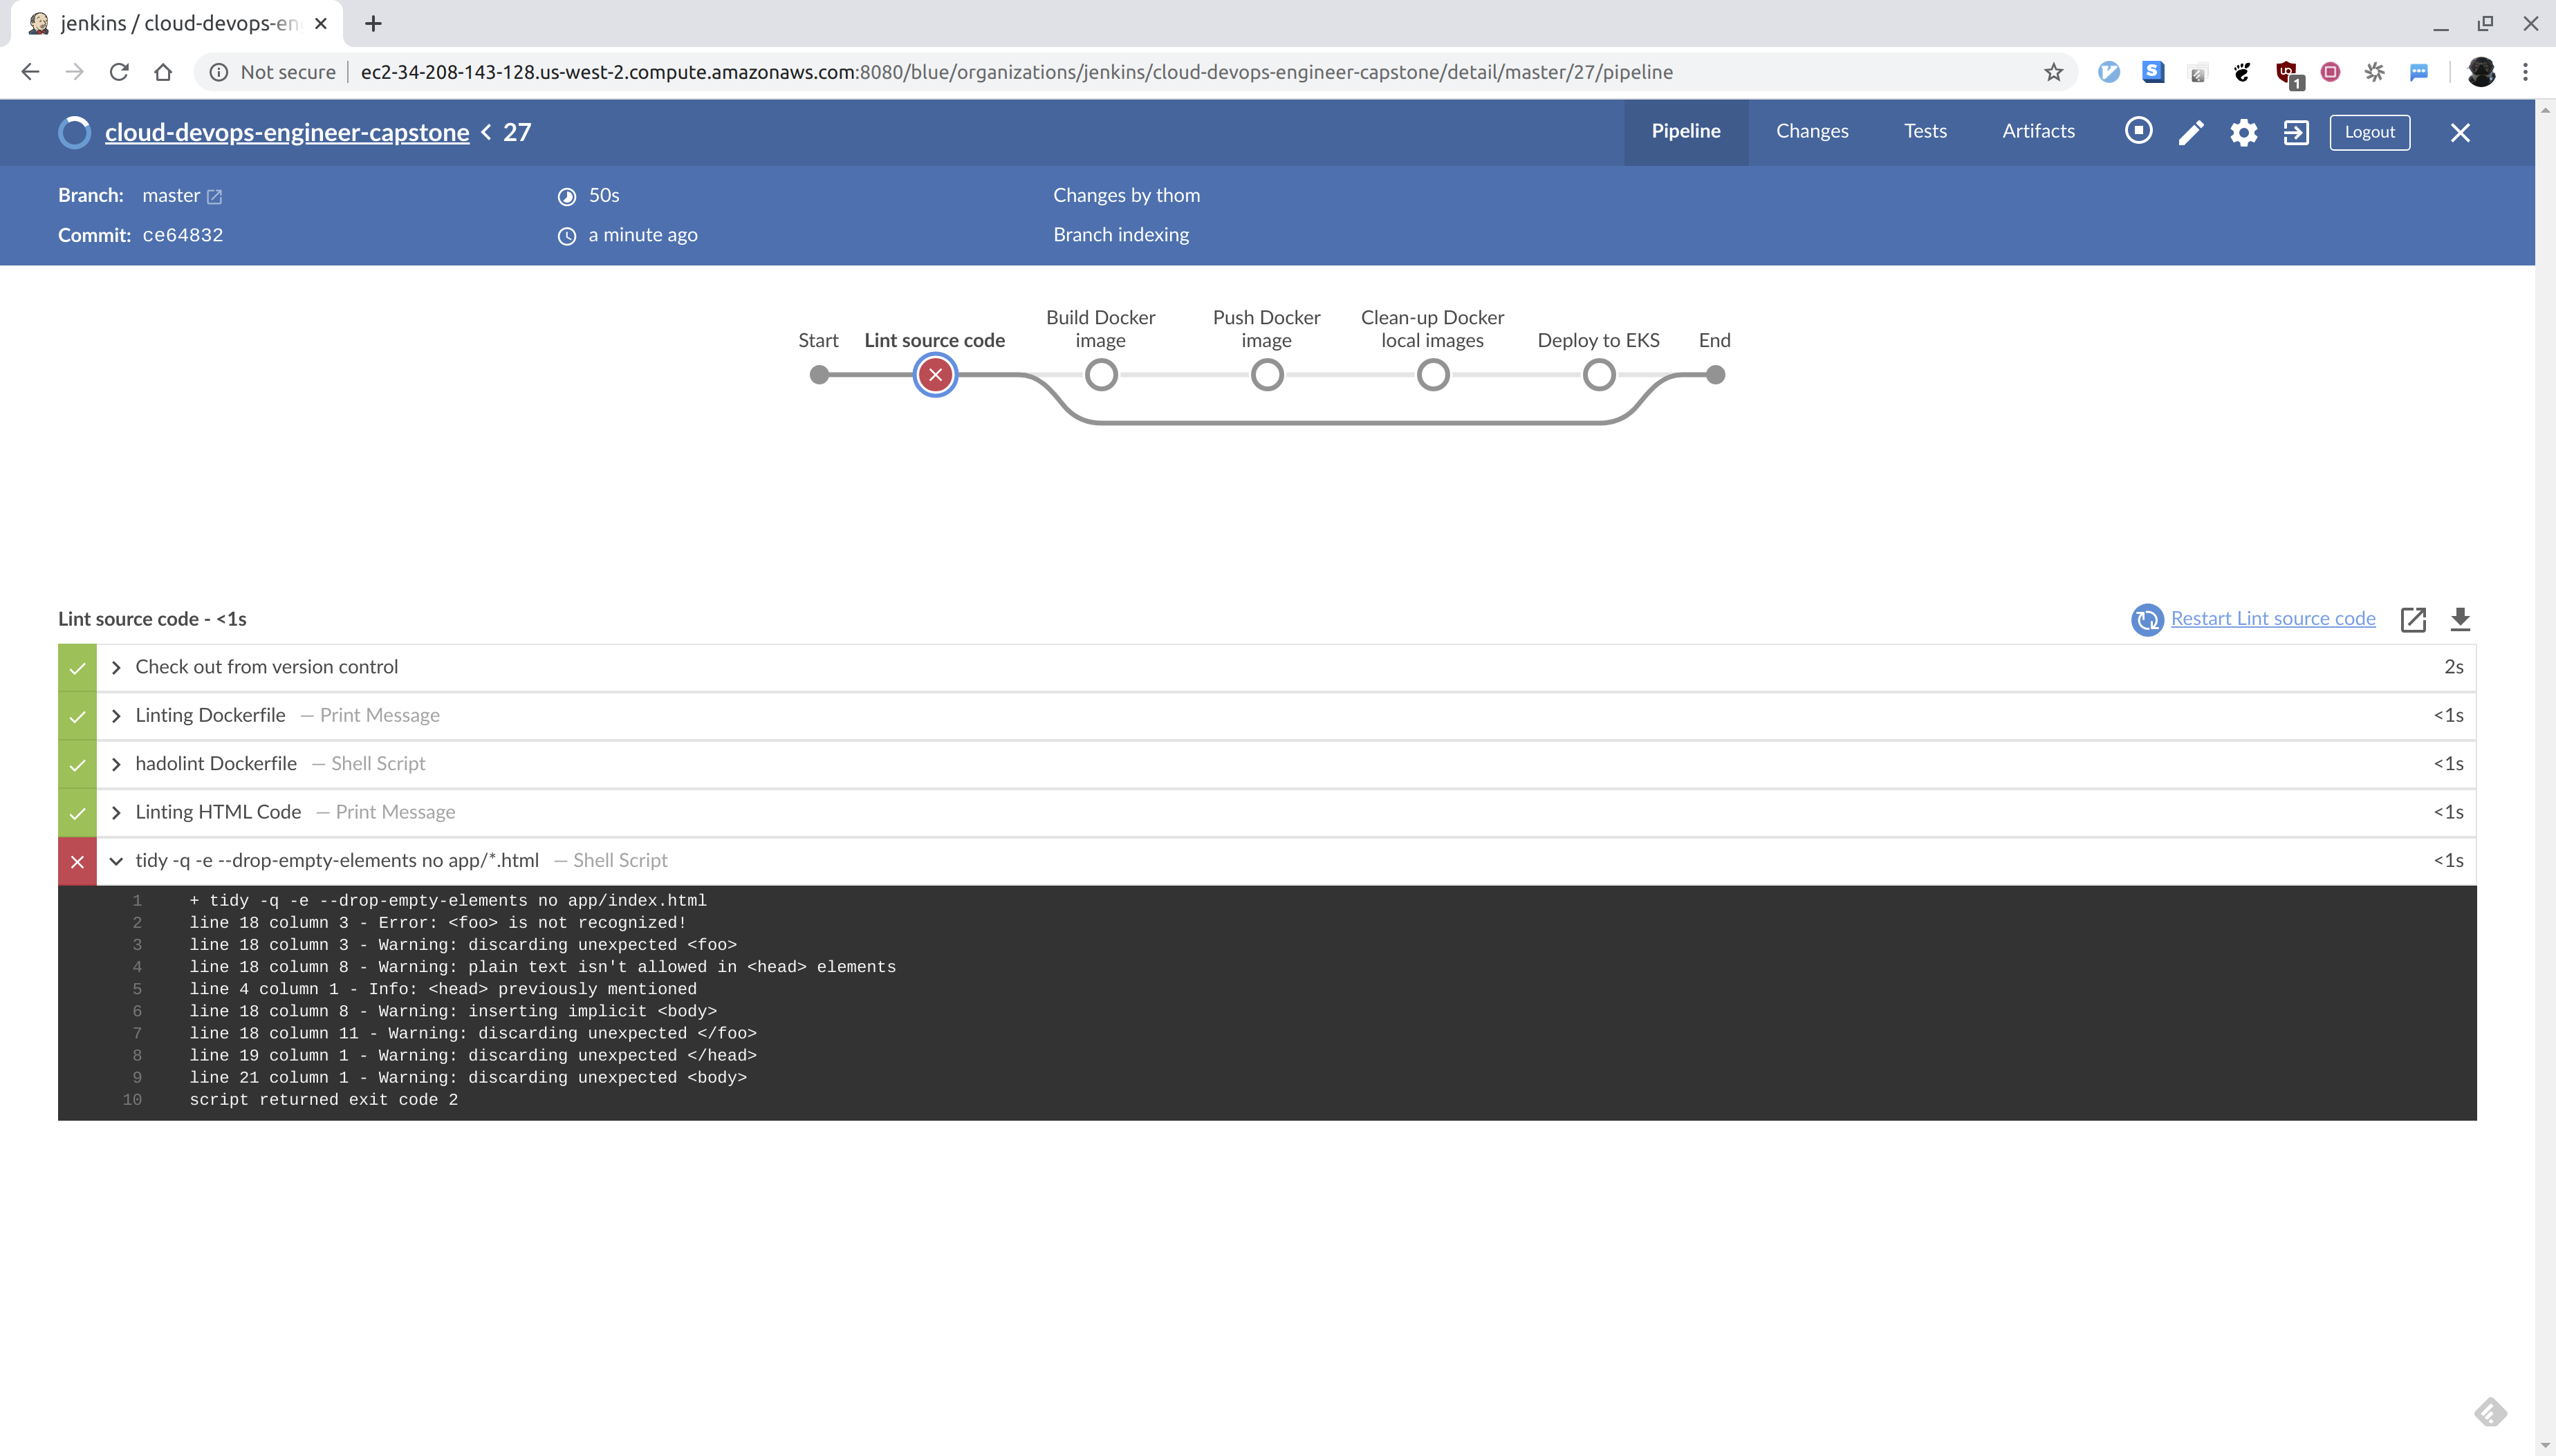 jenkins / cloud-devops-en
Not secure
ec2-34-208-143-128.us-west-2.compute.amazonaws.com:8080/blue/organizations/jenkins/cloud-devops-engineer-capstone/detail/master/27/pipeline
1
cloud-devops-engineer-capstone < 27
Pipeline
Changes
Tests
Artifacts
Logout
Branch: master
50s
Changes by thom
Commit: ce64832
a minute ago
Branch indexing
Start
Lint source code
Build Docker
image
Push Docker
image
Clean-up Docker
local images
Deploy to EKS
End
Lint source code - <1s
Restart Lint source code
Check out from version control
2s
Linting Dockerfile — Print Message
<1s
hadolint Dockerfile — Shell Script
<1s
Linting HTML Code — Print Message
<1s
tidy -q -e --drop-empty-elements no app/*.html — Shell Script
<1s
1 + tidy -q -e --drop-empty-elements no app/index.html
2 line 18 column 3 - Error: <foo> is not recognized!
3 line 18 column 3 - Warning: discarding unexpected <foo>
4 line 18 column 8 - Warning: plain text isn't allowed in <head> elements
5 line 4 column 1 - Info: <head> previously mentioned
6 line 18 column 8 - Warning: inserting implicit <body>
7 line 18 column 11 - Warning: discarding unexpected </foo>
8 line 19 column 1 - Warning: discarding unexpected </head>
9 line 21 column 1 - Warning: discarding unexpected <body>
10 script returned exit code 2